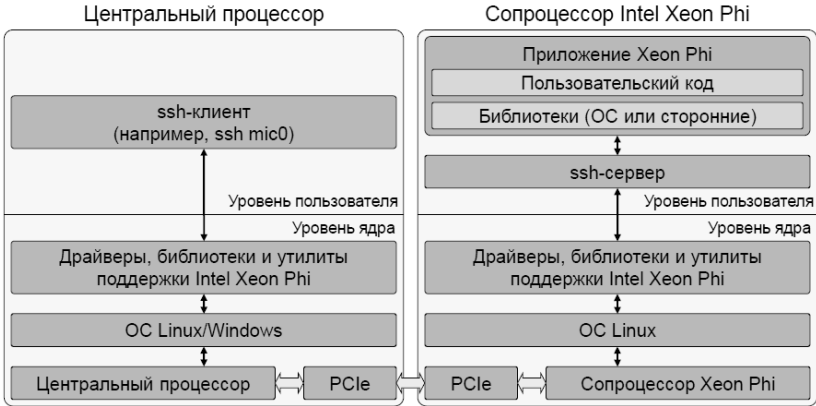 Центральный процессор
ssh-клиент
(например, ssh mic0)
Уровень пользователя
Уровень ядра
Драйверы, библиотеки и утилиты
поддержки Intel Xeon Phi
ОС Linux/Windows
Центральный процессор
PCIe
Сопроцессор Intel Xeon Phi
Приложение Xeon Phi
Пользовательский код
Библиотеки (ОС или сторонние)
ssh-сервер
Уровень пользователя
Уровень ядра
Драйверы, библиотеки и утилиты
поддержки Intel Xeon Phi
ОС Linux
PCIe
Сопроцессор Xeon Phi